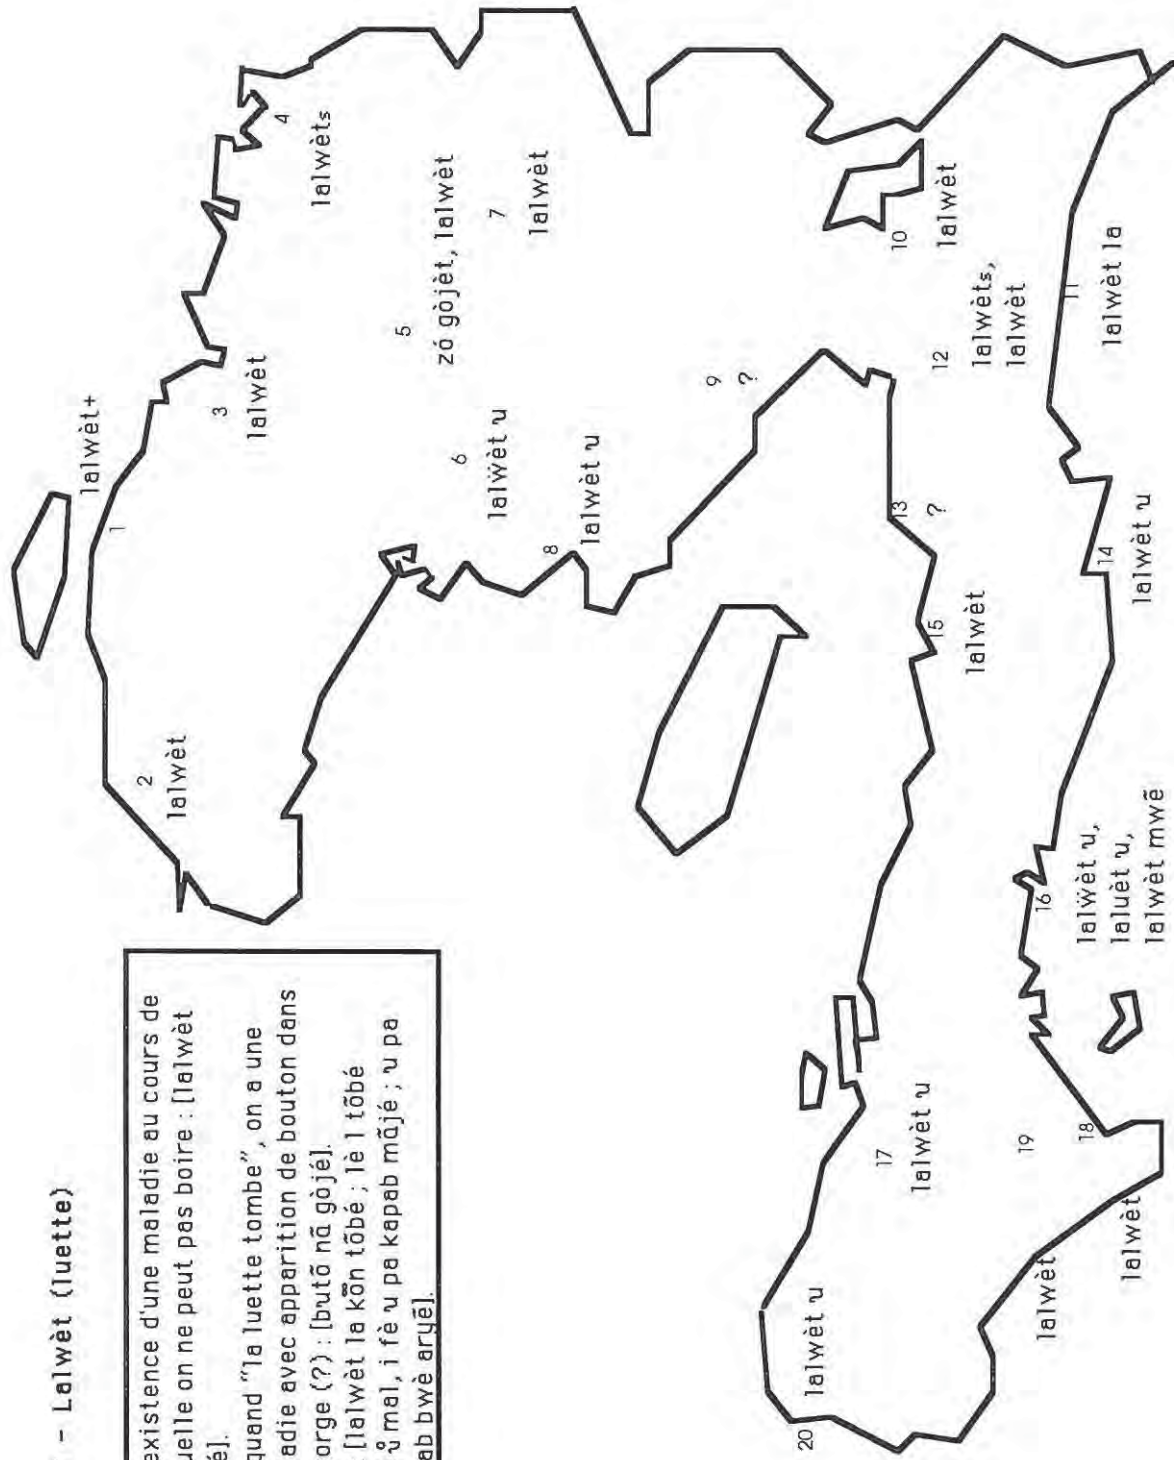 - Lalwèt (luette)
existence d'une maladie au cours de
uelle on ne peut pas boire : [lalwèt
é].
quand "la luette tombe", on a une
adie avec apparition de bouton dans
orge (?) : [butõ nã gòjé].
[lalwèt la kõn tõbé ; lè l tõbé
mal, i fè u pa kapab mãjé ; u pa
ab bwè aryẽ].
1
lalwèt+
2
lalwèt
3
lalwèt
4
lalwèts
5
zó gòjèt, lalwèt
6
lalẅèt u
7
lalwèt
8
lalwèt u
9
?
10
lalwèt
11
lalwèt la
12
lalwèts,
lalwèt
13
?
14
lalwèt u
15
lalwèt
16
lalẅèt u,
laluèt u,
lalwèt mwẽ
17
lalwèt u
18
lalwèt
19
lalwèt
20
lalwèt u